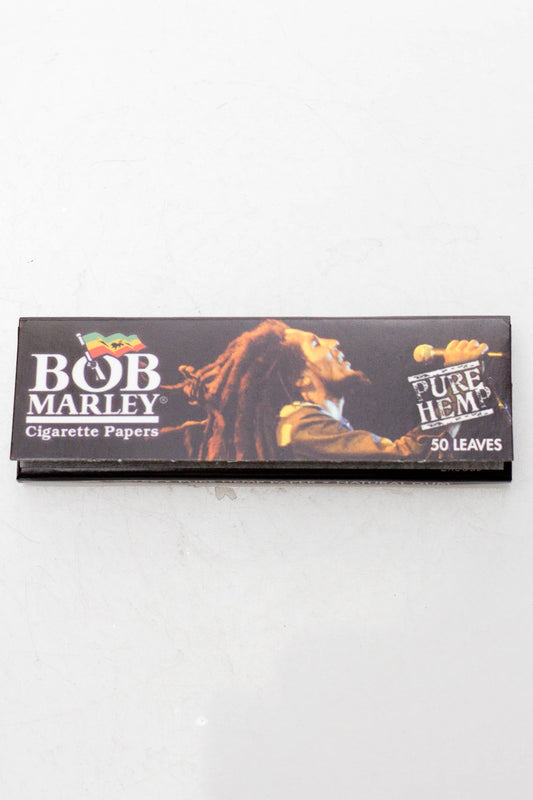 BOB
MARLEY®
Cigarette Papers
PURE
HEMP
50 LEAVES